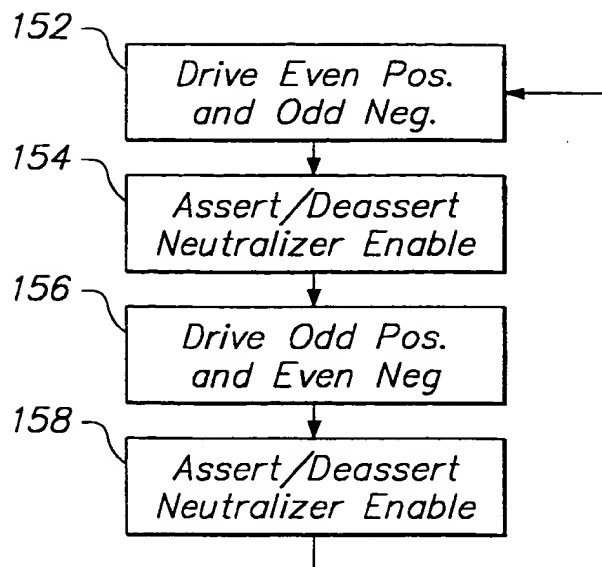 152
Drive Even Pos.
and Odd Neg.
154
Assert/Deassert
Neutralizer Enable
156
Drive Odd Pos.
and Even Neg
158
Assert/Deassert
Neutralizer Enable